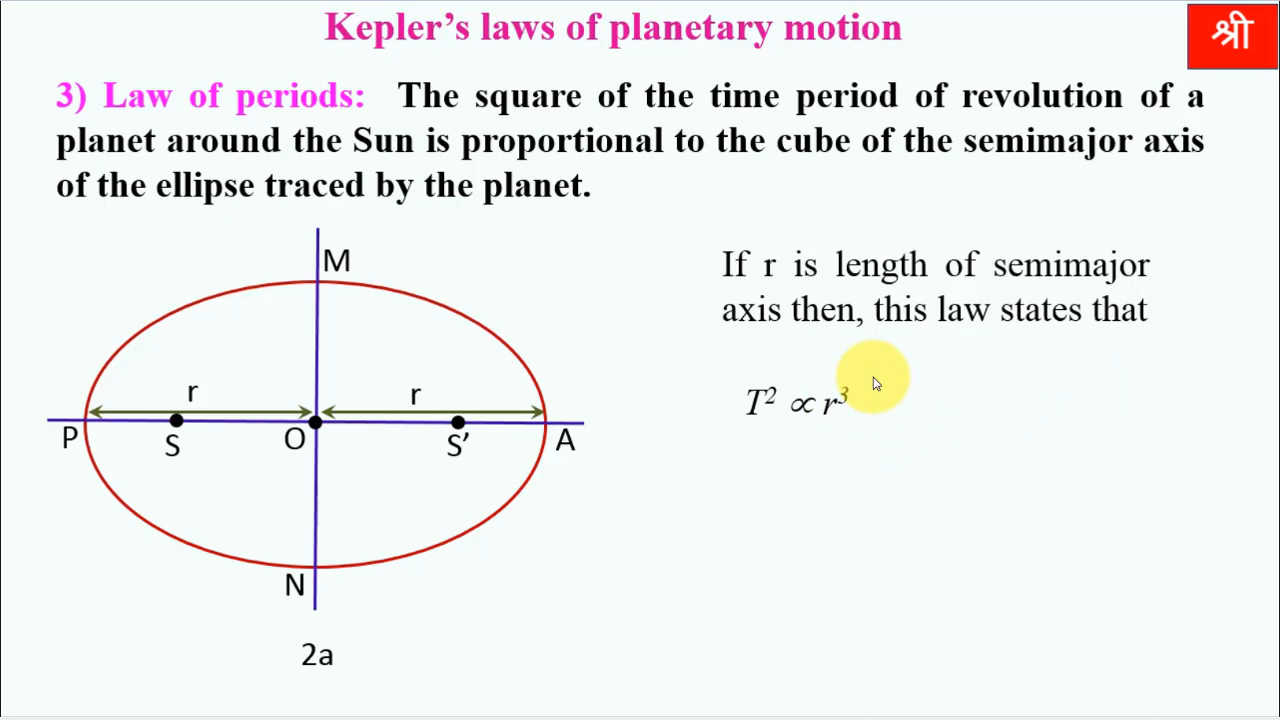 Kepler’s laws of planetary motion
श्री
3) Law of periods: The square of the time period of revolution of a
planet around the Sun is proportional to the cube of the semimajor axis
of the ellipse traced by the planet.
M
If r is length of semimajor
axis then, this law states that
r r
T² ∝ r³
P S O S’ A
N
2a